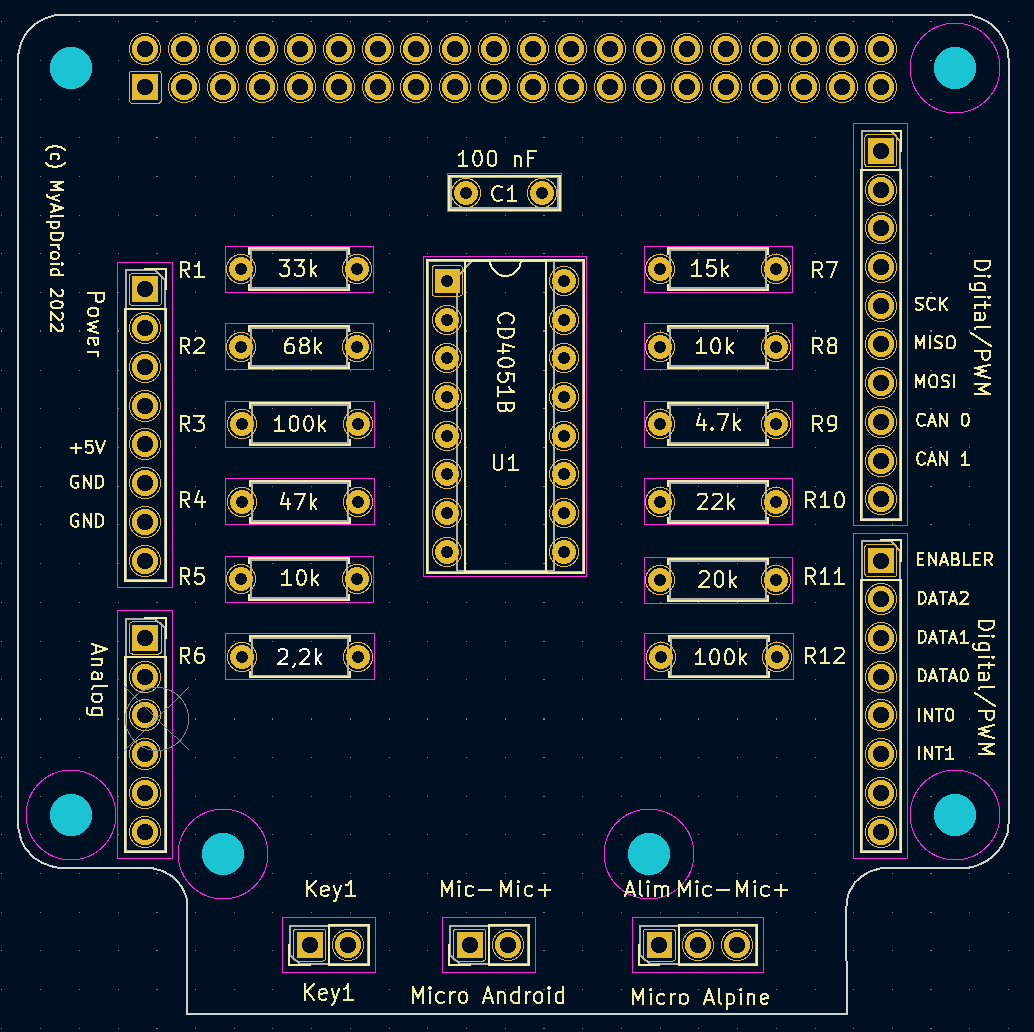 100 nF
C1
(c) MyAlpDroid 2022
Power
+5V
GND
GND
Analog
R1 33k
R2 68k
R3 100k
R4 47k
R5 10k
R6 2,2k
CD4051B
U1
15k R7
10k R8
4.7k R9
22k R10
20k R11
100k R12
Digital/PWM
SCK
MISO
MOSI
CAN 0
CAN 1
Digital/PWM
ENABLER
DATA2
DATA1
DATA0
INT0
INT1
Key1
Key1
Mic-Mic+
Micro Android
Alim Mic-Mic+
Micro Alpine